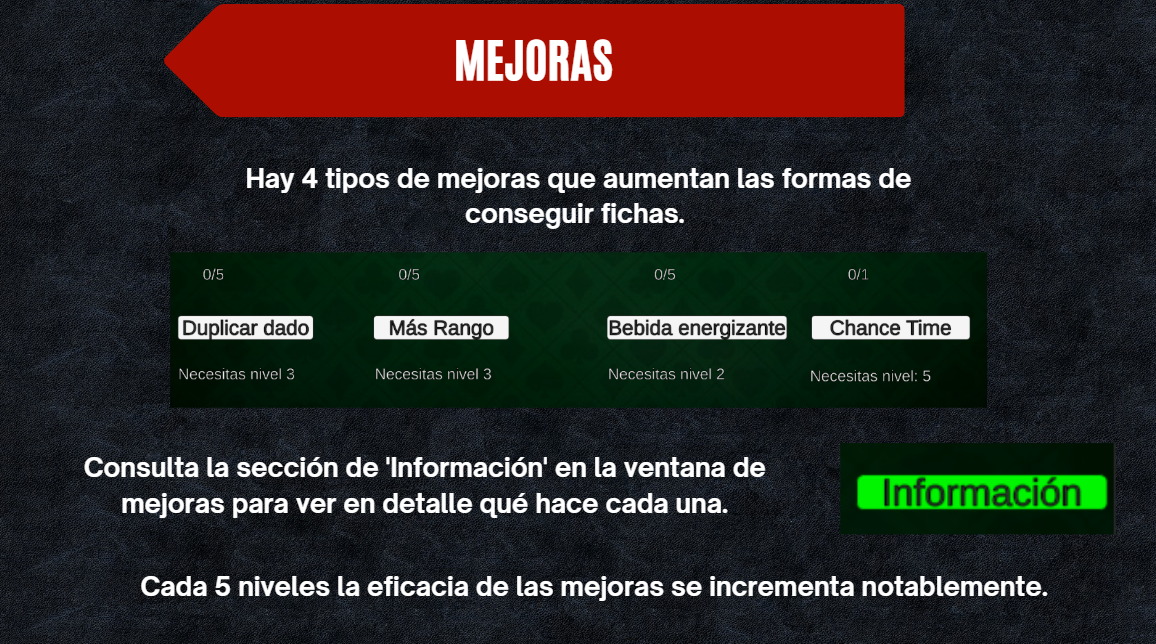 MEJORAS
Hay 4 tipos de mejoras que aumentan las formas de
conseguir fichas.
0/5 0/5 0/5 0/1
Duplicar dado Más Rango Bebida energizante Chance Time
Necesitas nivel 3 Necesitas nivel 3 Necesitas nivel 2 Necesitas nivel: 5
Consulta la sección de 'Información' en la ventana de
mejoras para ver en detalle qué hace cada una.
Información
Cada 5 niveles la eficacia de las mejoras se incrementa notablemente.